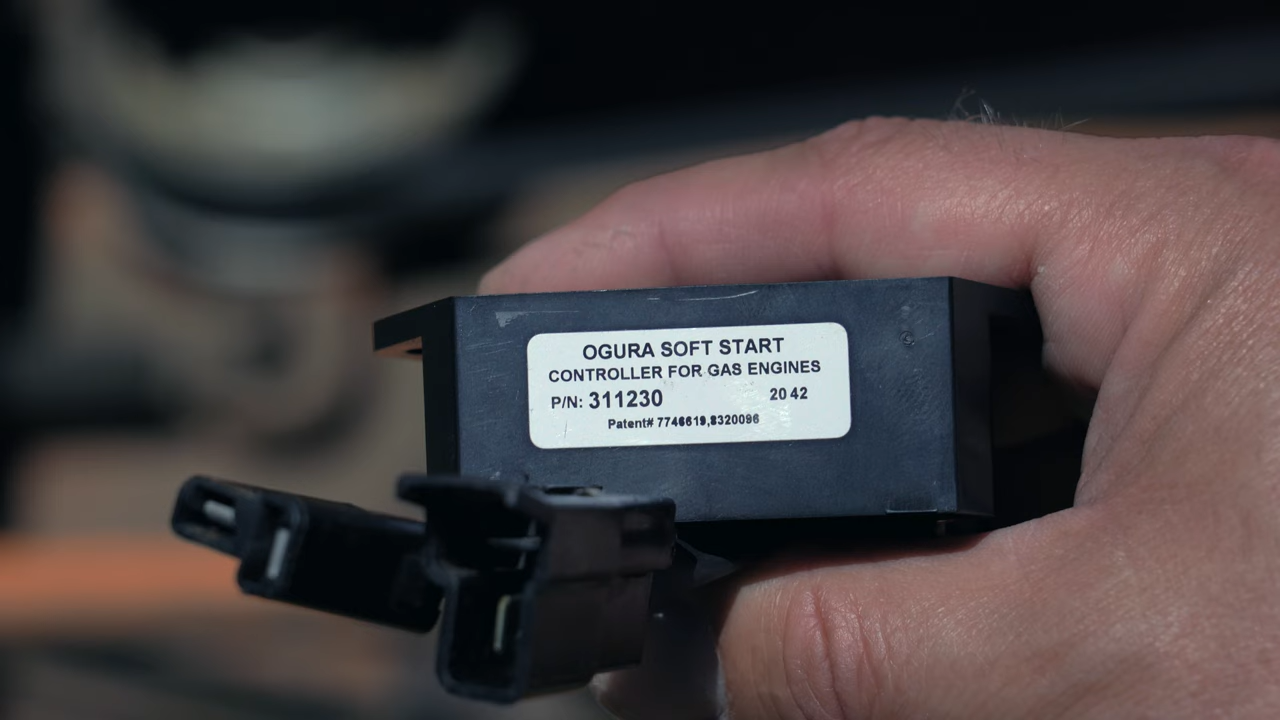 OGURA SOFT START
CONTROLLER FOR GAS ENGINES
P/N: 311230 20 42
Patent# 7746619,8320096